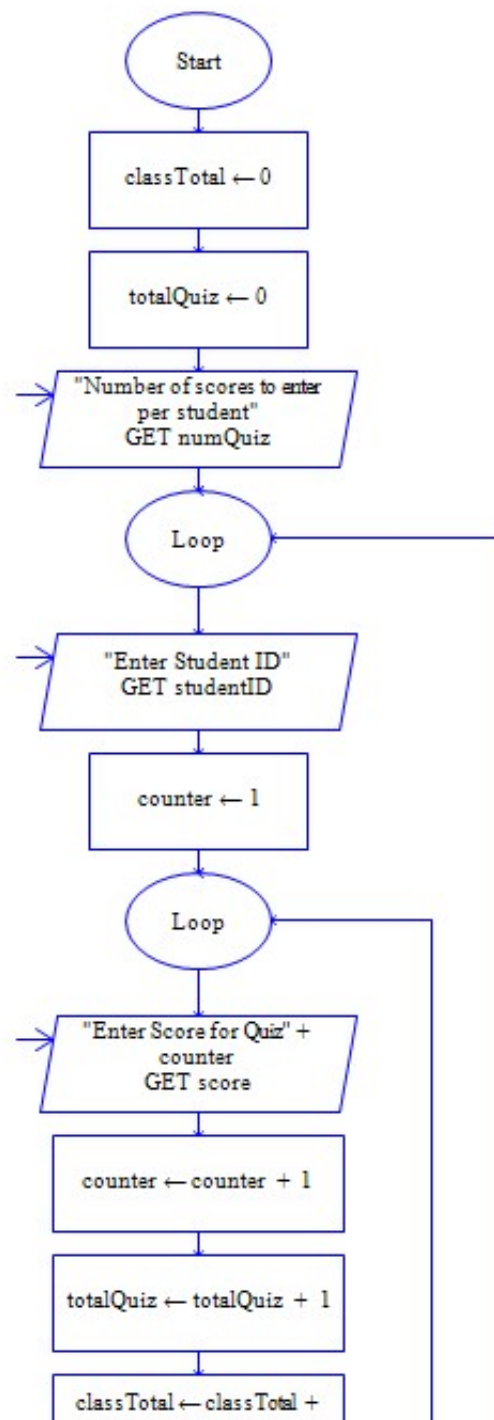 Start
classTotal ← 0
totalQuiz ← 0
"Number of scores to enter
per student"
GET numQuiz
Loop
"Enter Student ID"
GET studentID
counter ← 1
Loop
"Enter Score for Quiz" +
counter
GET score
counter ← counter + 1
totalQuiz ← totalQuiz + 1
classTotal ← classTotal +